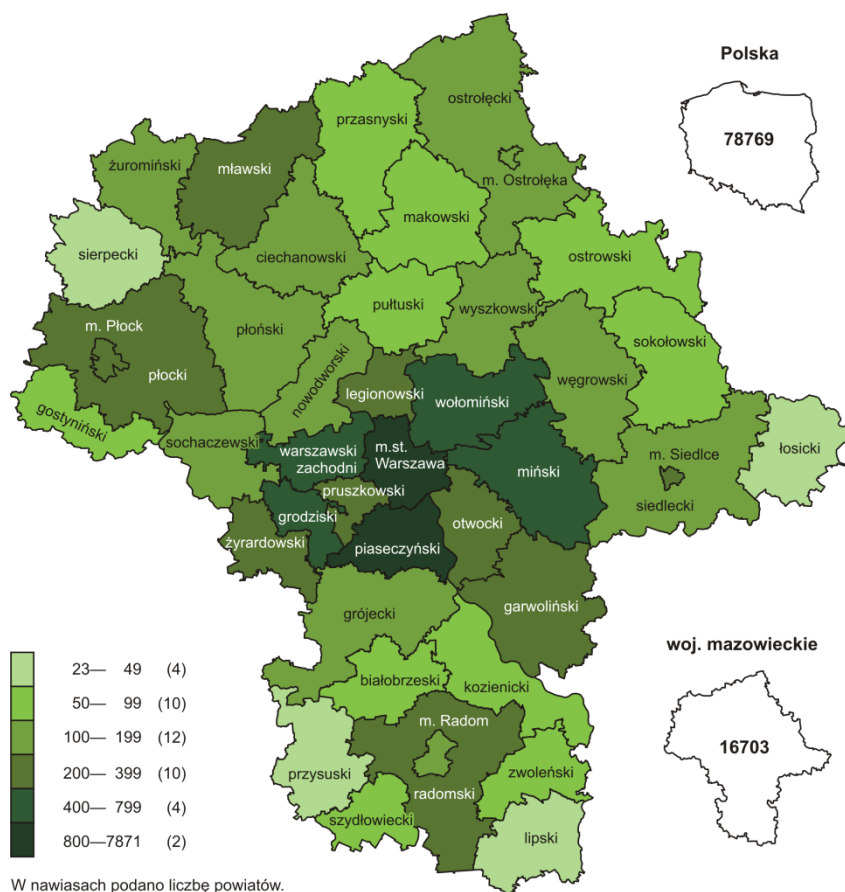 Polska
78769
ostrołęcki
przasnyski
żuromiński
mławski
m. Ostrołęka
makowski
sierpecki
ciechanowski
ostrowski
pułtuski
wyszkowski
m. Płock
płoński
sokołowski
płocki
nowodworski
legionowski
wołomiński
węgrowski
gostyniński
sochaczewski
warszawski
zachodni
m.st.
Warszawa
miński
m. Siedlce
łosicki
siedlecki
pruszkowski
grodziski
otwocki
żyrardowski
piaseczyński
garwoliński
grójecki
woj. mazowieckie
16703
białobrzeski
kozienicki
m. Radom
przysuski
radomski
zwoleński
szydłowiecki
lipski
23— 49 (4)
50— 99 (10)
100— 199 (12)
200— 399 (10)
400— 799 (4)
800—7871 (2)
W nawiasach podano liczbę powiatów.